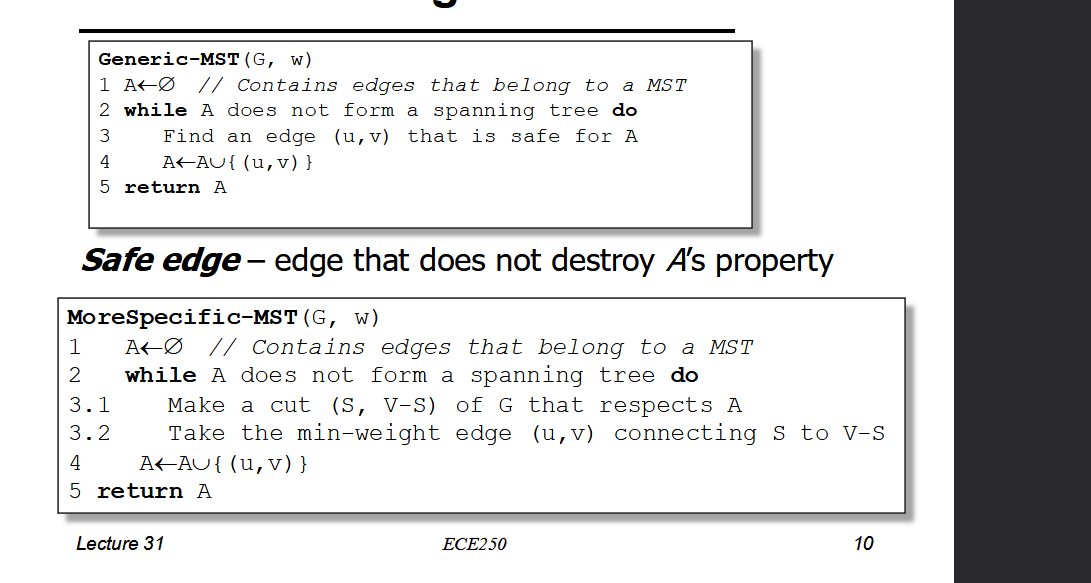 Generic-MST(G, w)
1 A←∅ // Contains edges that belong to a MST
2 while A does not form a spanning tree do
3 Find an edge (u,v) that is safe for A
4 A←A∪{(u,v)}
5 return A
Safe edge – edge that does not destroy A's property
MoreSpecific-MST(G, w)
1 A←∅ // Contains edges that belong to a MST
2 while A does not form a spanning tree do
3.1 Make a cut (S, V-S) of G that respects A
3.2 Take the min-weight edge (u,v) connecting S to V-S
4 A←A∪{(u,v)}
5 return A
Lecture 31 ECE250 10